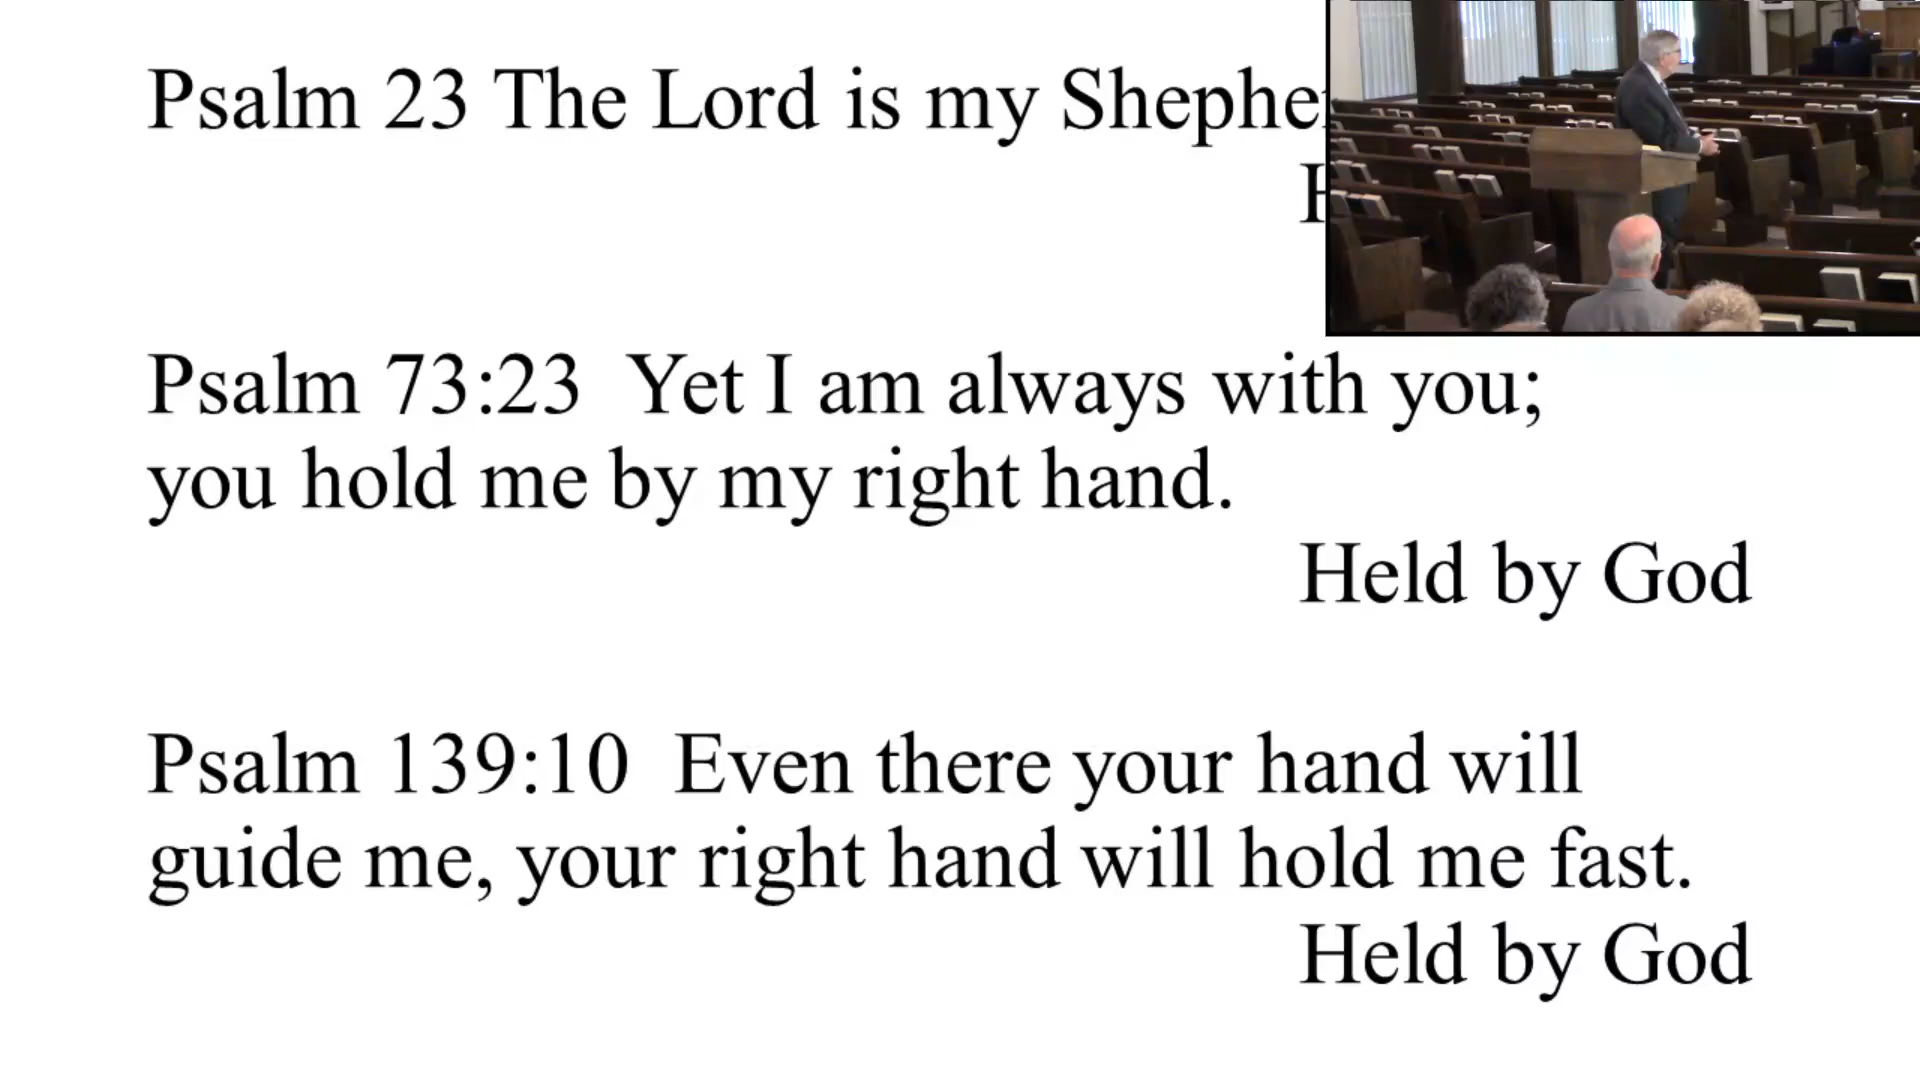 Psalm 23 The Lord is my
Psalm 73:23 Yet I am always with you;
you hold me by my right hand.
Held by God
Psalm 139:10 Even there your hand will
guide me, your right hand will hold me fast.
Held by God